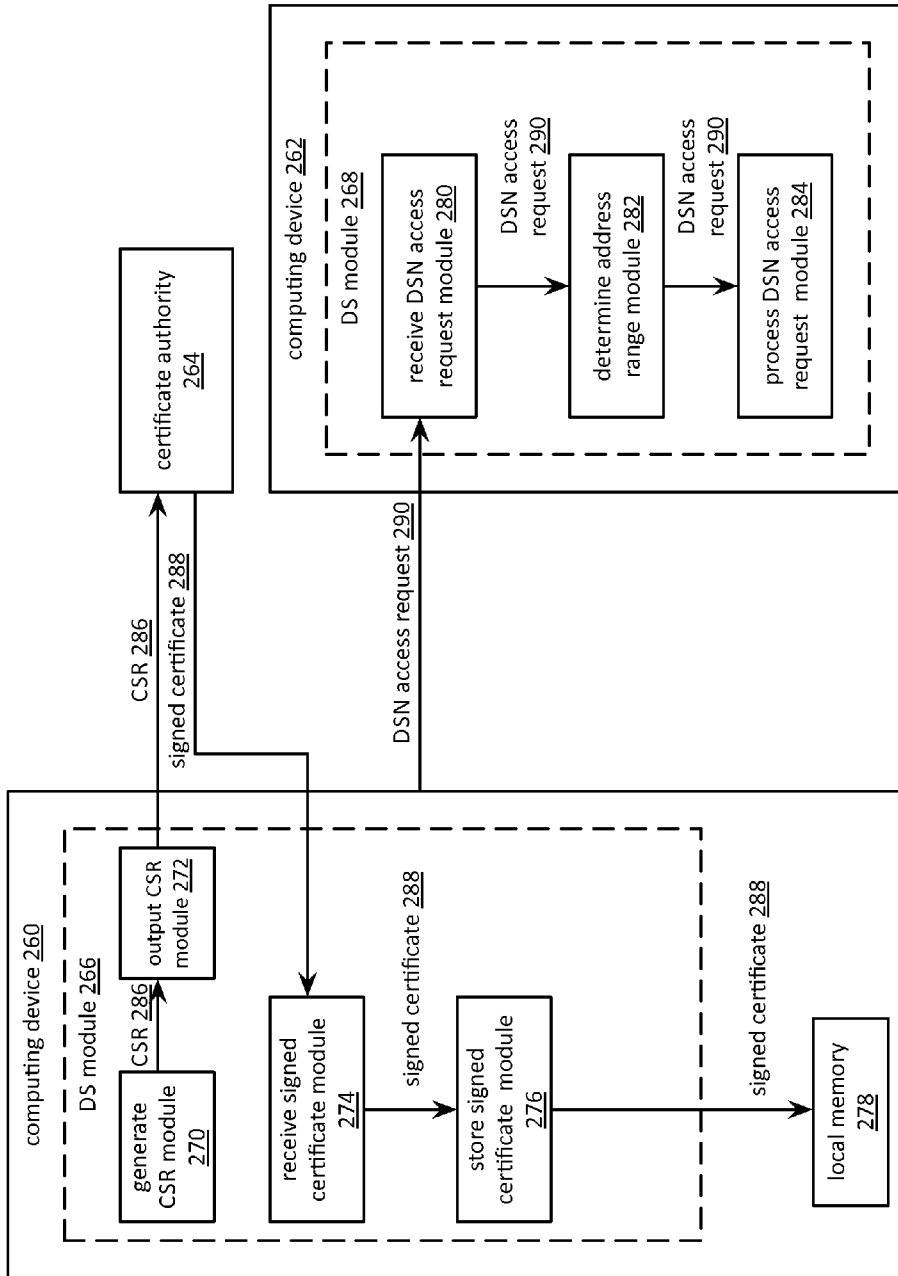 computing device 260
DS module 266
generate
CSR module
270
CSR 286
output CSR
module 272
CSR 286
signed certificate 288
certificate authority
264
receive signed
certificate module
274
signed certificate 288
store signed
certificate module
276
signed certificate 288
local memory
278
DSN access request 290
computing device 262
DS module 268
receive DSN access
request module 280
DSN access
request 290
determine address
range module 282
DSN access
request 290
process DSN access
request module 284